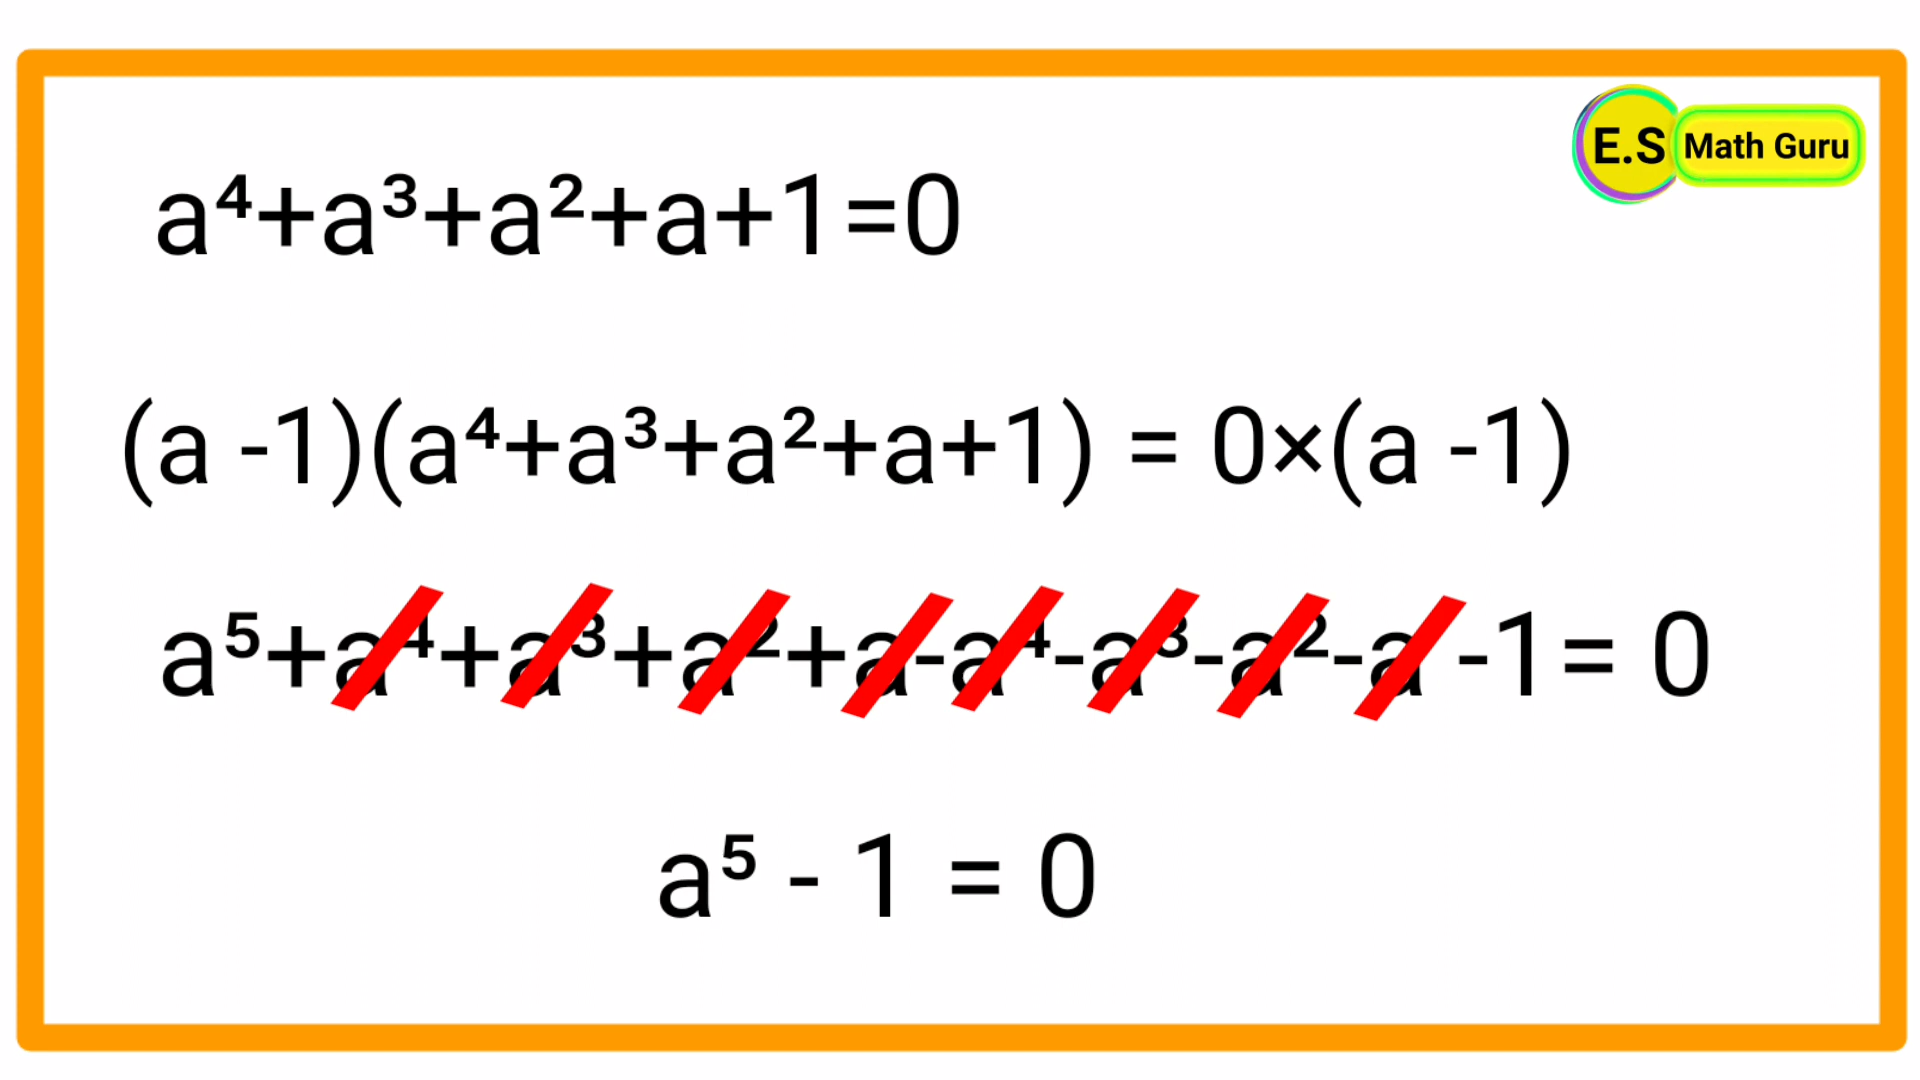 E.S Math Guru
a⁴+a³+a²+a+1=0
(a -1)(a⁴+a³+a²+a+1) = 0×(a -1)
a⁵+a⁴+a³+a²+a-a⁴-a³-a²-a -1= 0
a⁵ - 1 = 0